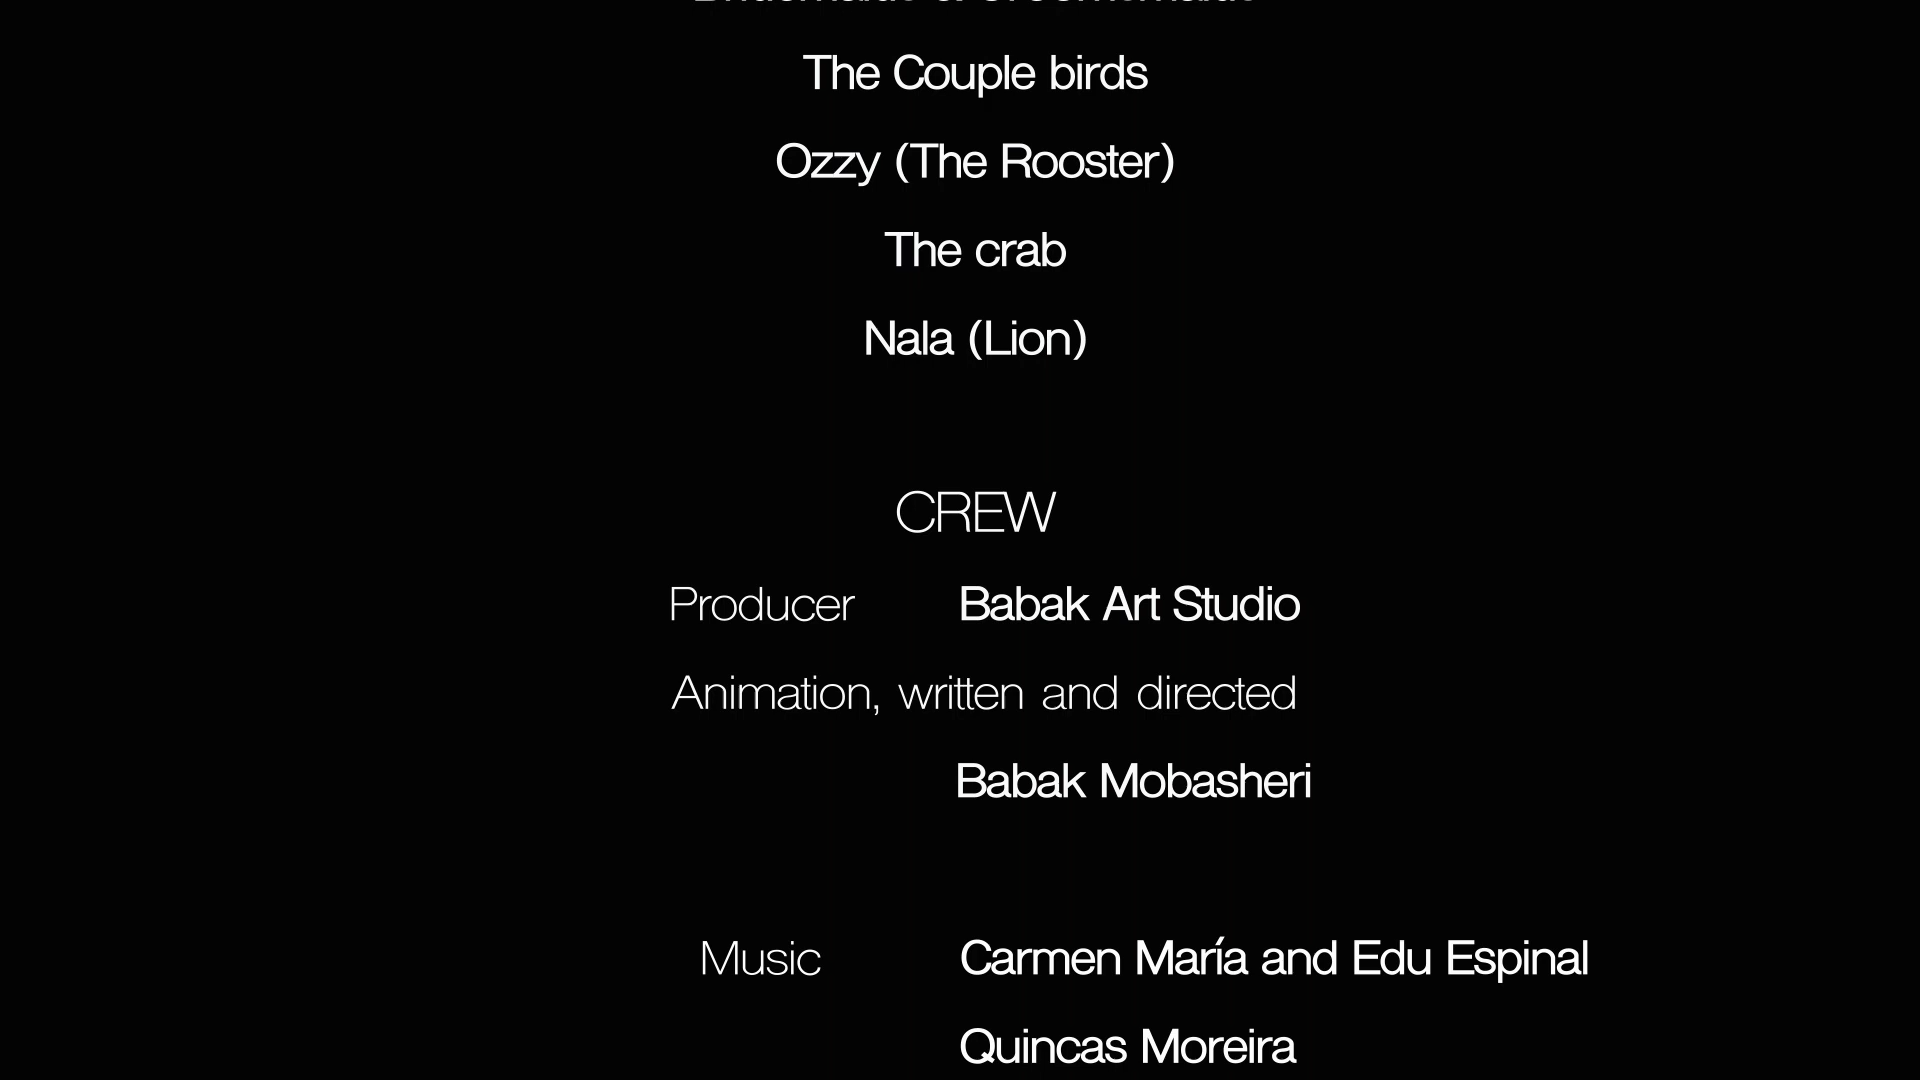 The Couple birds
Ozzy (The Rooster)
The crab
Nala (Lion)
CREW
Producer Babak Art Studio
Animation, written and directed
Babak Mobasheri
Music Carmen María and Edu Espinal
Quincas Moreira